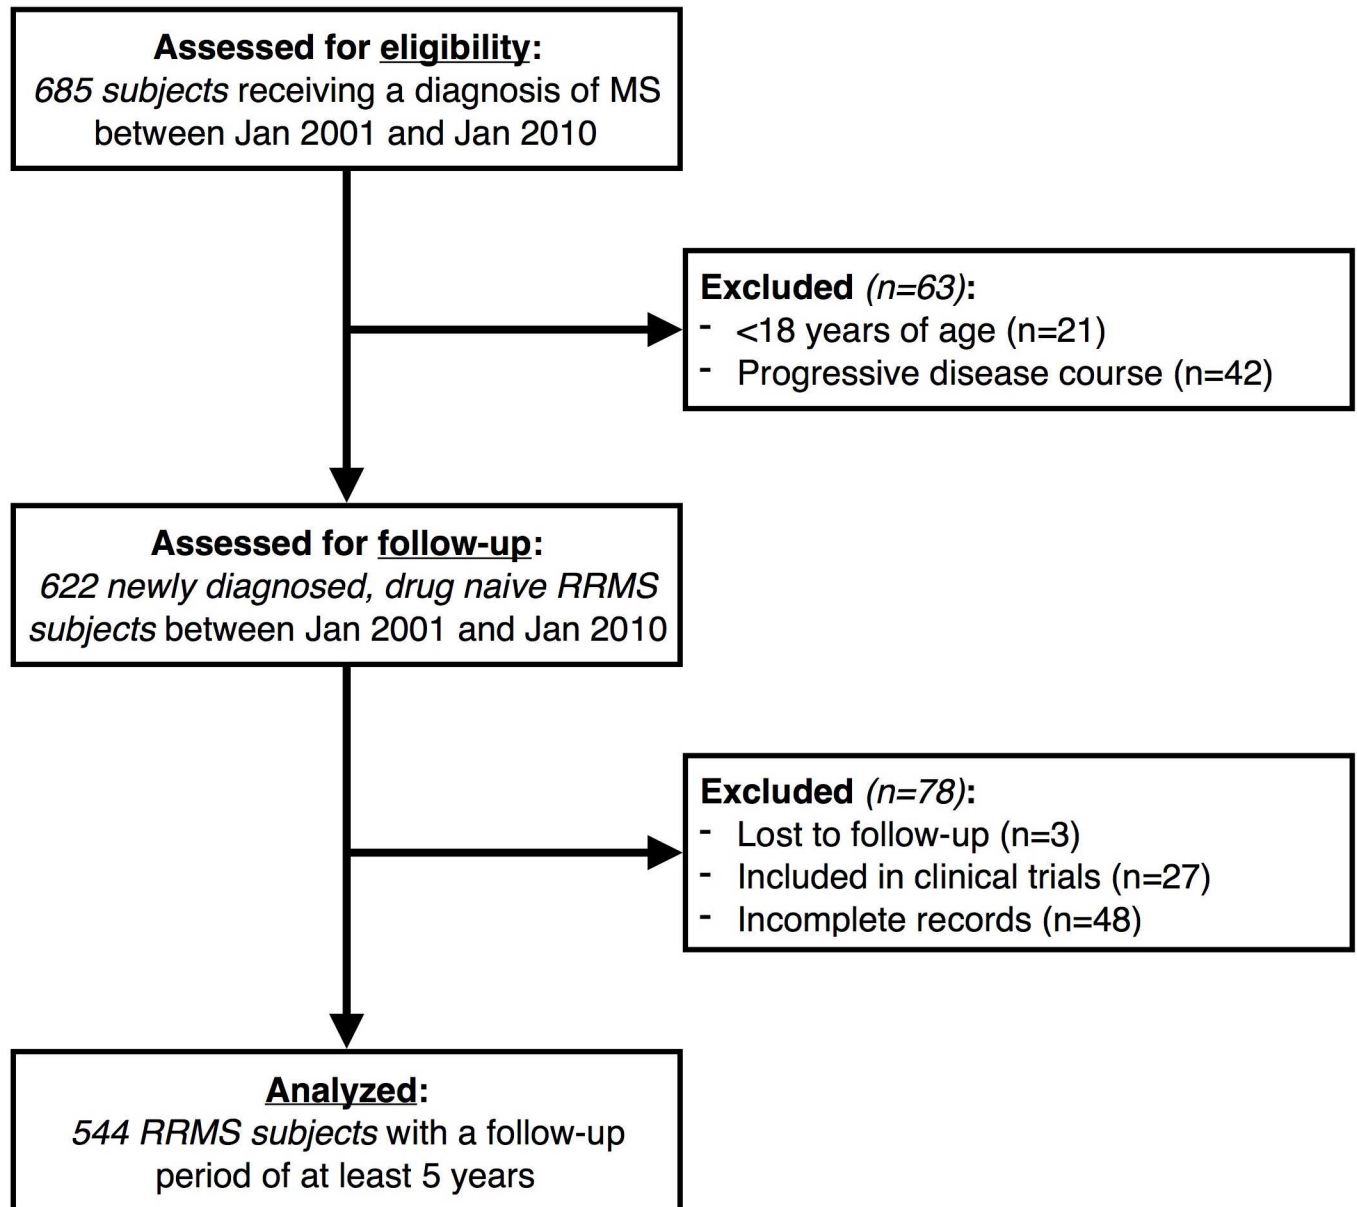 Assessed for eligibility:
685 subjects receiving a diagnosis of MS
between Jan 2001 and Jan 2010
Excluded (n=63):
- <18 years of age (n=21)
- Progressive disease course (n=42)
Assessed for follow-up:
622 newly diagnosed, drug naive RRMS
subjects between Jan 2001 and Jan 2010
Excluded (n=78):
- Lost to follow-up (n=3)
- Included in clinical trials (n=27)
- Incomplete records (n=48)
Analyzed:
544 RRMS subjects with a follow-up
period of at least 5 years